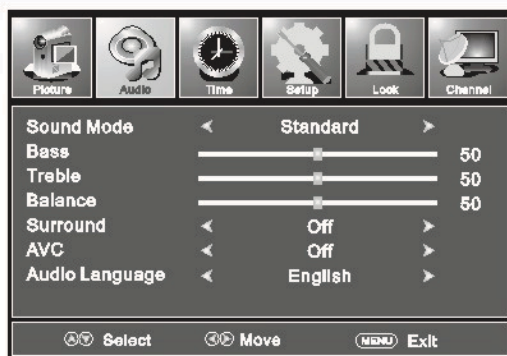 Picture Audio Time Setup Lock Channel
Sound Mode Standard
Bass 50
Treble 50
Balance 50
Surround Off
AVC Off
Audio Language English
Select Move MENU Exit